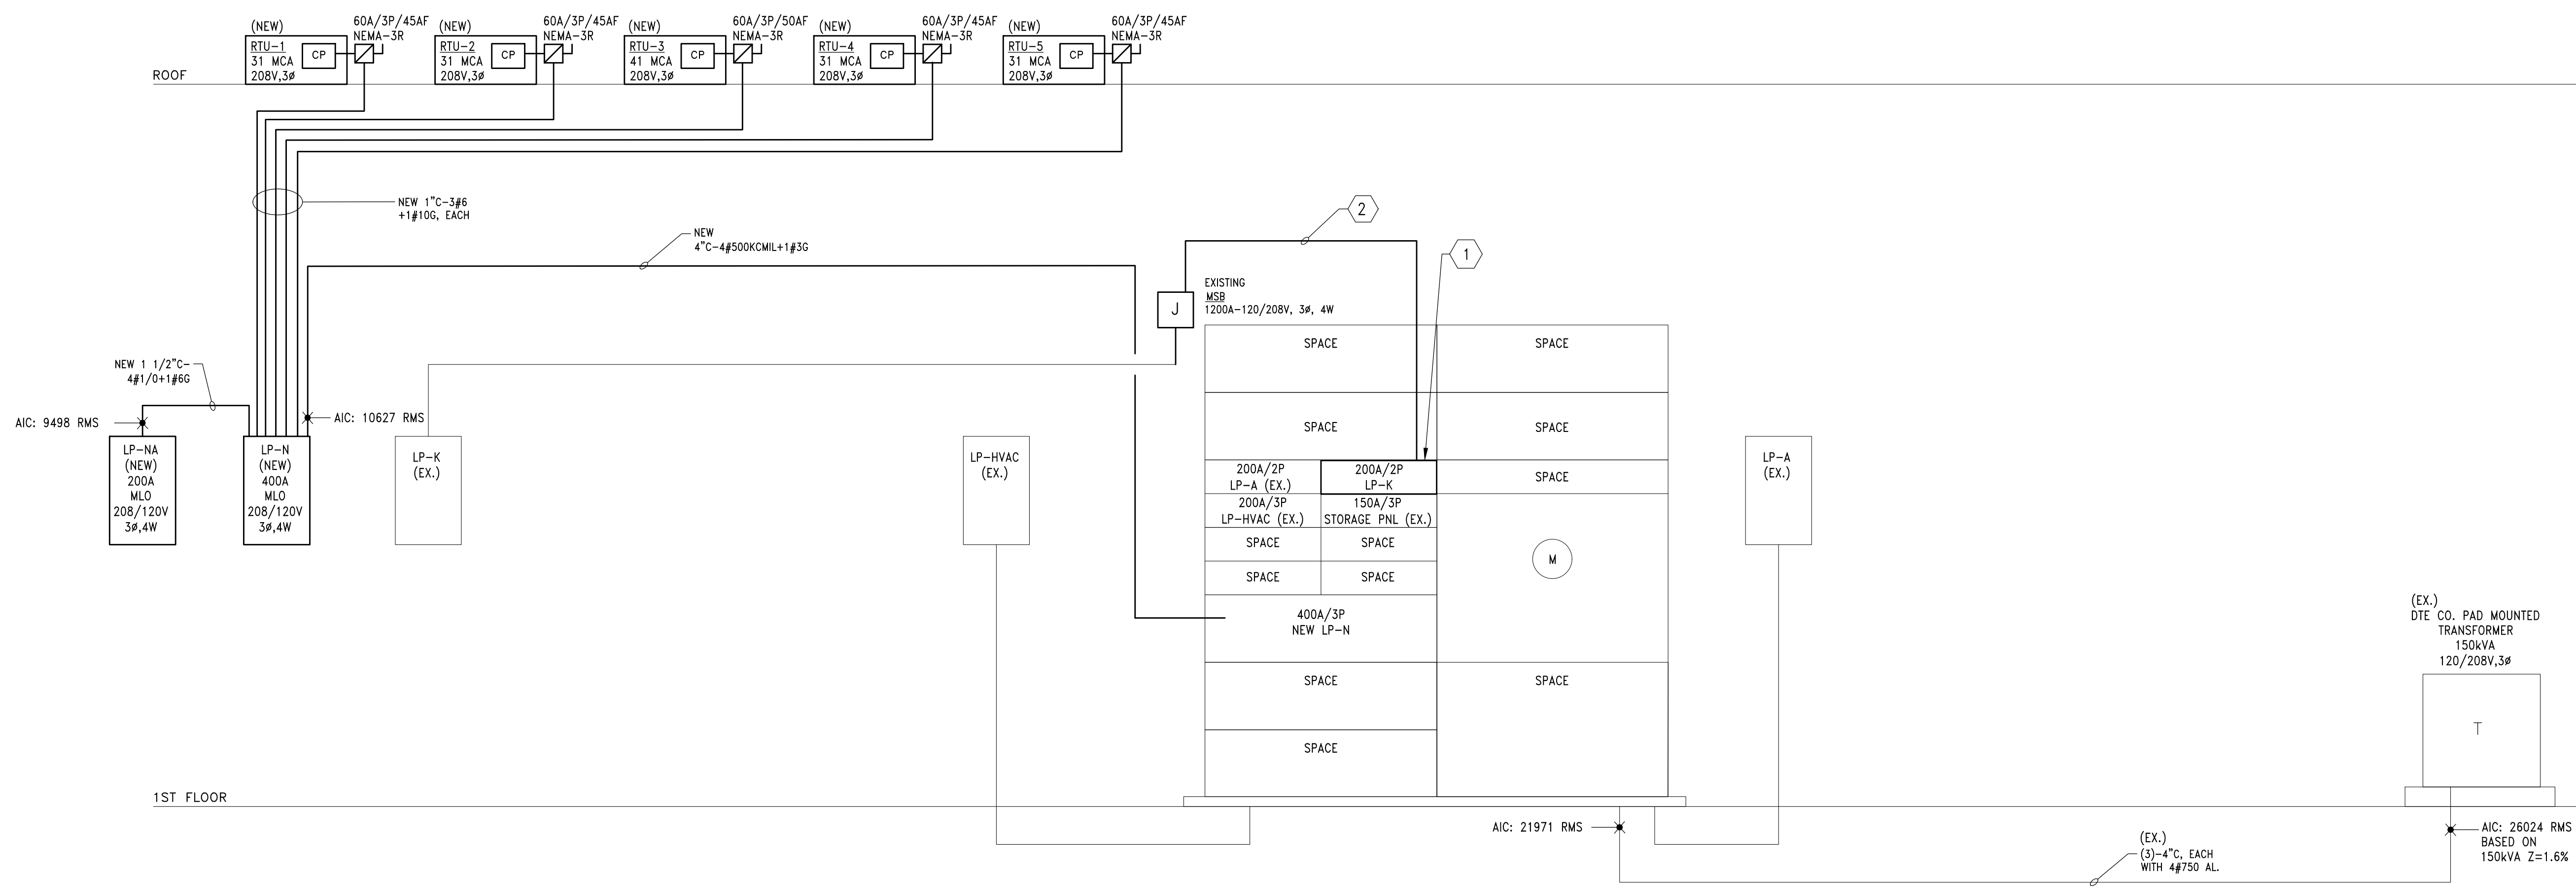 (NEW)
RTU-1
31 MCA
208V,3ø
CP
60A/3P/45AF
NEMA-3R
(NEW)
RTU-2
31 MCA
208V,3ø
CP
60A/3P/45AF
NEMA-3R
(NEW)
RTU-3
41 MCA
208V,3ø
CP
60A/3P/50AF
NEMA-3R
(NEW)
RTU-4
31 MCA
208V,3ø
CP
60A/3P/45AF
NEMA-3R
(NEW)
RTU-5
31 MCA
208V,3ø
CP
60A/3P/45AF
NEMA-3R
ROOF
NEW 1"C-3#6
+1#10G, EACH
NEW
4"C-4#500KCMIL+1#3G
2
1
J
EXISTING
MSB
1200A-120/208V, 3ø, 4W
NEW 1 1/2"C-
4#1/0+1#6G
AIC: 9498 RMS
AIC: 10627 RMS
LP-NA
(NEW)
200A
MLO
208/120V
3ø,4W
LP-N
(NEW)
400A
MLO
208/120V
3ø,4W
LP-K
(EX.)
LP-HVAC
(EX.)
SPACE
SPACE
SPACE
SPACE
200A/2P
LP-A (EX.)
200A/2P
LP-K
SPACE
200A/3P
LP-HVAC (EX.)
150A/3P
STORAGE PNL (EX.)
SPACE
SPACE
SPACE
SPACE
M
400A/3P
NEW LP-N
SPACE
SPACE
SPACE
LP-A
(EX.)
(EX.)
DTE CO. PAD MOUNTED
TRANSFORMER
150kVA
120/208V,3ø
T
1ST FLOOR
AIC: 21971 RMS
(EX.)
(3)-4"C, EACH
WITH 4#750 AL.
AIC: 26024 RMS
BASED ON
150kVA Z=1.6%